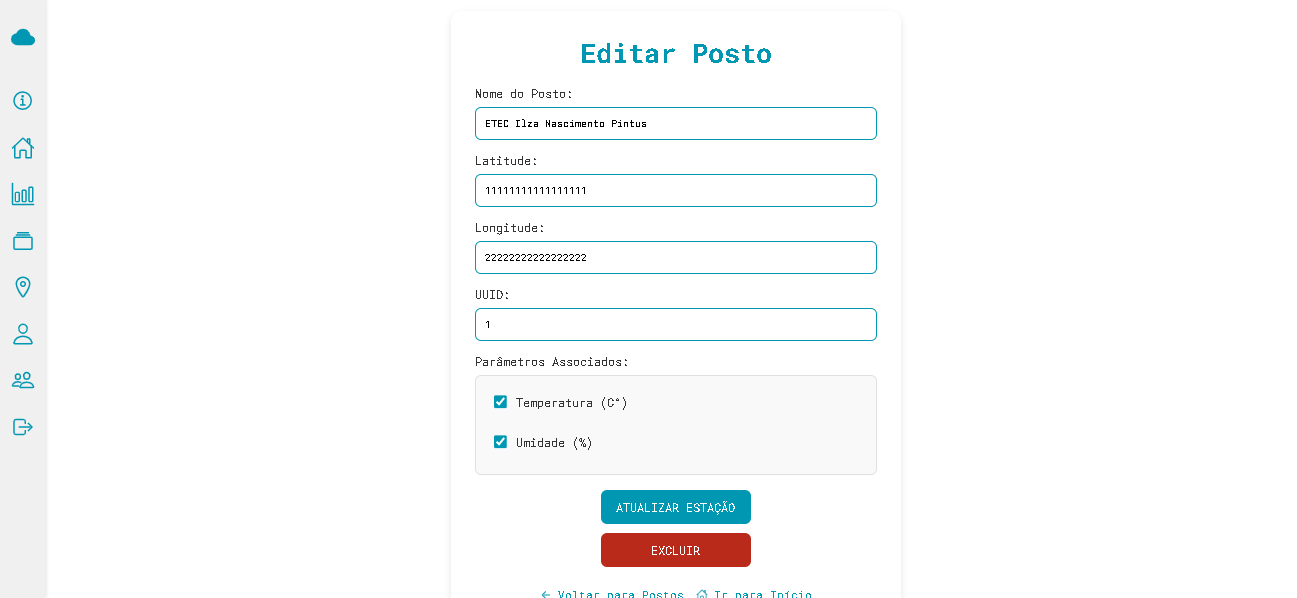 Editar Posto
Nome do Posto:
ETEC Ilza Nascimento Pintus
Latitude:
11111111111111111
Longitude:
22222222222222222
UUID:
1
Parâmetros Associados:
Temperatura (C°)
Umidade (%)
ATUALIZAR ESTAÇÃO
EXCLUIR
Voltar para Postos Ir para Início